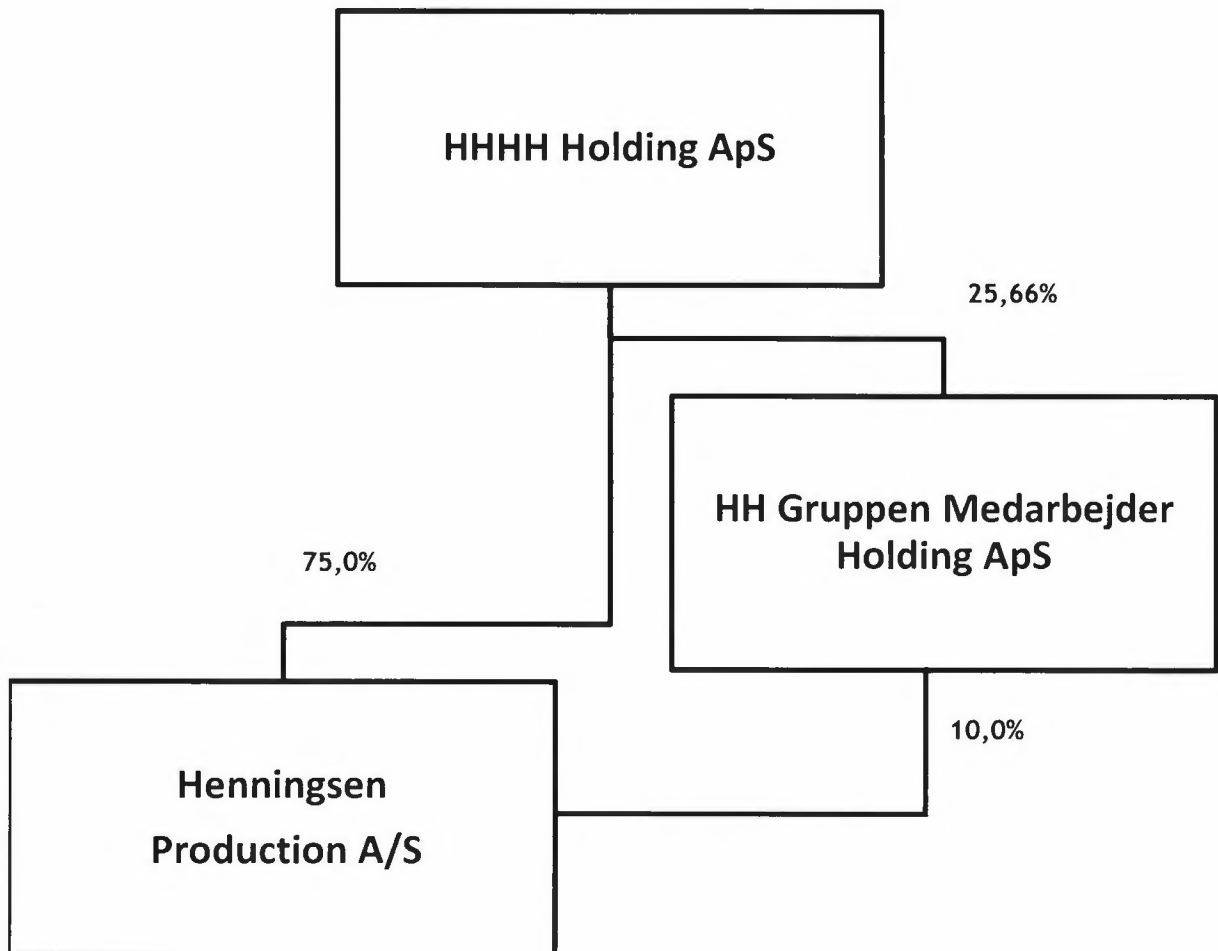 HHHH Holding ApS
25,66%
HH Gruppen Medarbejder
Holding ApS
75,0%
10,0%
Henningsen
Production A/S